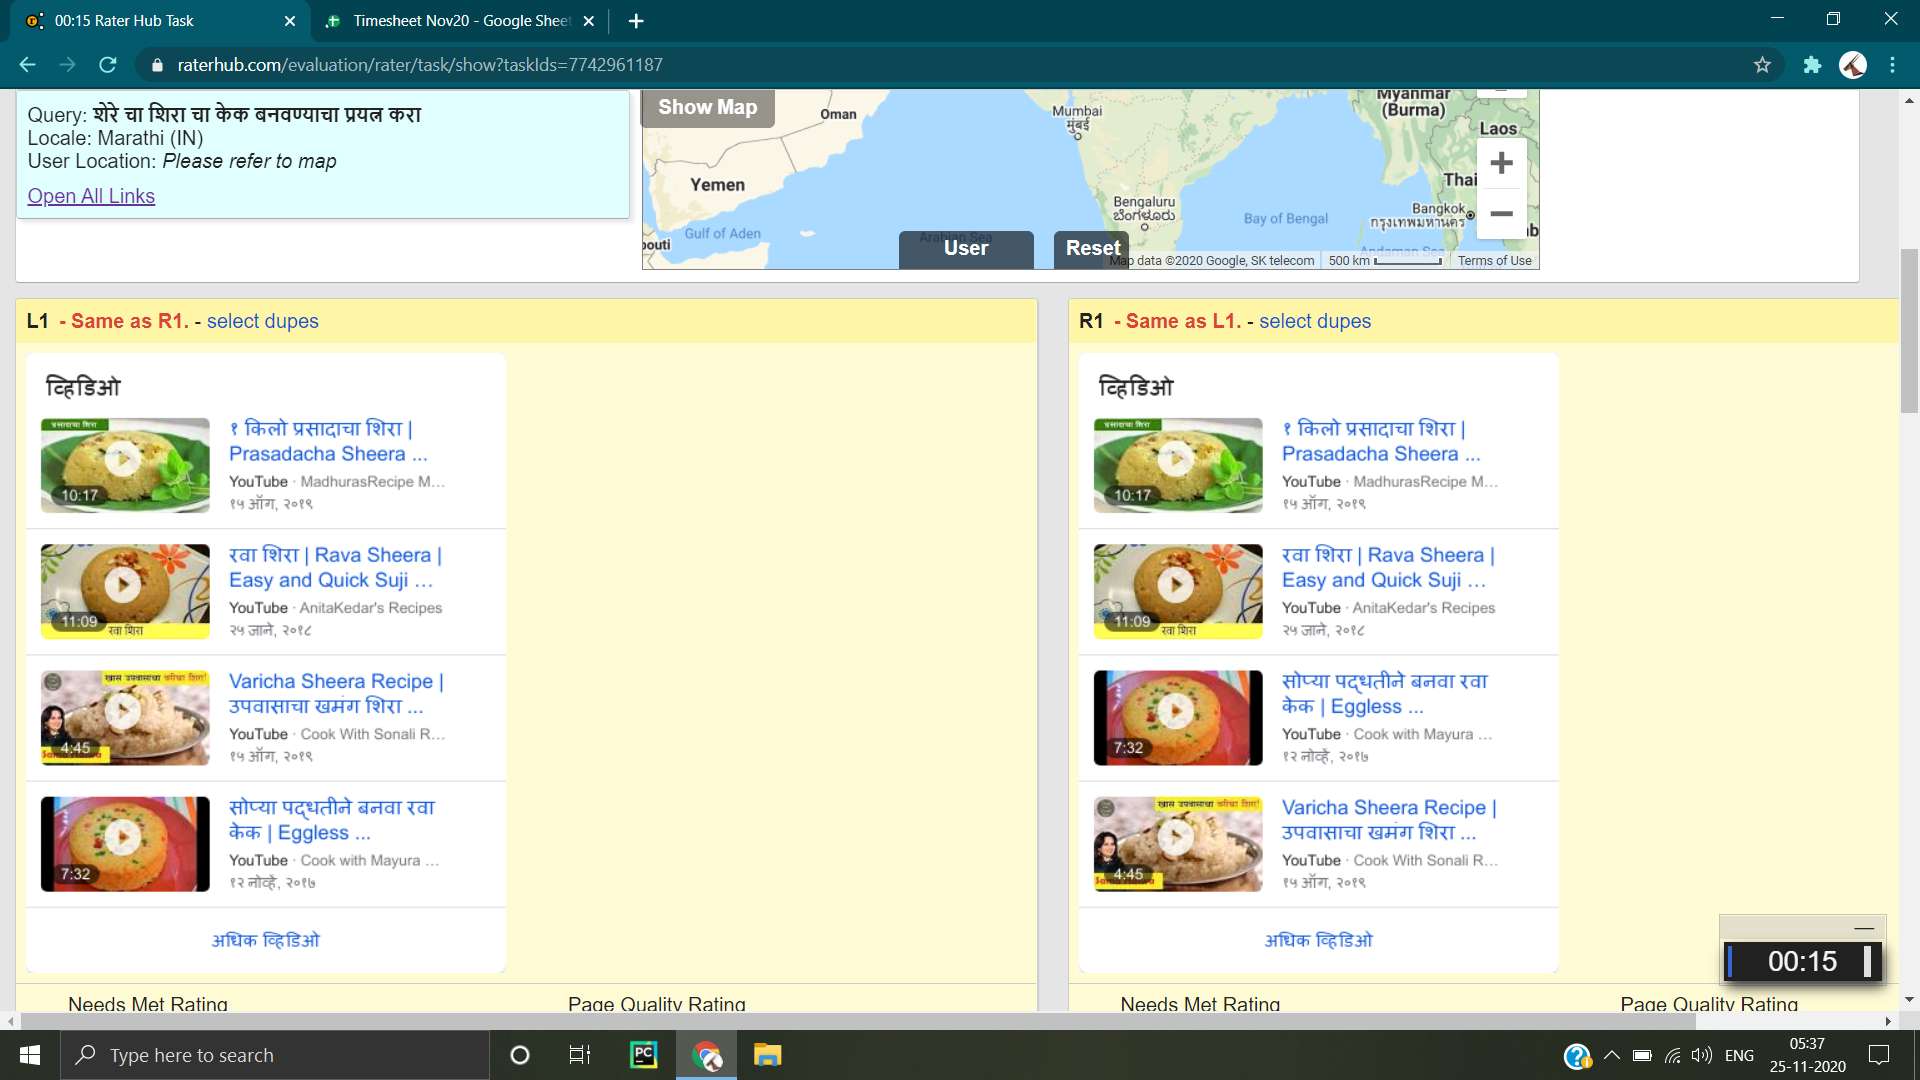 00:15 Rater Hub Task
Timesheet Nov20 - Google Sheet
raterhub.com/evaluation/rater/task/show?taskIds=7742961187
Query: शेरे चा शिरा चा केक बनवण्याचा प्रयत्न करा
Locale: Marathi (IN)
User Location: Please refer to map
Open All Links
Show Map
Oman
Mumbai
मुंबई
Myanmar
(Burma)
Laos
Yemen
Thai
Bengaluru
ಬೆಂಗಳೂರು
Bangkok
กรุงเทพมหานคร
Bay of Bengal
Gulf of Aden
Arabian Sea
Andaman Sea
outi
User
Reset
Map data ©2020 Google, SK telecom
500 km
Terms of Use
L1 - Same as R1. - select dupes
व्हिडिओ
प्रसादाचा शिरा
10:17
१ किलो प्रसादाचा शिरा |
Prasadacha Sheera ...
YouTube · MadhurasRecipe M...
१५ ऑग, २०१९
11:09
रवा शिरा
रवा शिरा | Rava Sheera |
Easy and Quick Suji ...
YouTube · AnitaKedar's Recipes
२५ जाने, २०१८
खास उपवासाचा वरीचा शिरा!
4:45
Varicha Sheera Recipe |
उपवासाचा खमंग शिरा ...
YouTube · Cook With Sonali R...
१५ ऑग, २०१९
7:32
सोप्या पद्धतीने बनवा रवा
केक | Eggless ...
YouTube · Cook with Mayura ...
१२ नोव्हें, २०१७
अधिक व्हिडिओ
Needs Met Rating
Page Quality Rating
R1 - Same as L1. - select dupes
व्हिडिओ
प्रसादाचा शिरा
10:17
१ किलो प्रसादाचा शिरा |
Prasadacha Sheera ...
YouTube · MadhurasRecipe M...
१५ ऑग, २०१९
11:09
रवा शिरा
रवा शिरा | Rava Sheera |
Easy and Quick Suji ...
YouTube · AnitaKedar's Recipes
२५ जाने, २०१८
7:32
सोप्या पद्धतीने बनवा रवा
केक | Eggless ...
YouTube · Cook with Mayura ...
१२ नोव्हें, २०१७
खास उपवासाचा वरीचा शिरा!
4:45
Varicha Sheera Recipe |
उपवासाचा खमंग शिरा ...
YouTube · Cook With Sonali R...
१५ ऑग, २०१९
अधिक व्हिडिओ
Needs Met Rating
Page Quality Rating
00:15
Type here to search
PC
ENG
05:37
25-11-2020